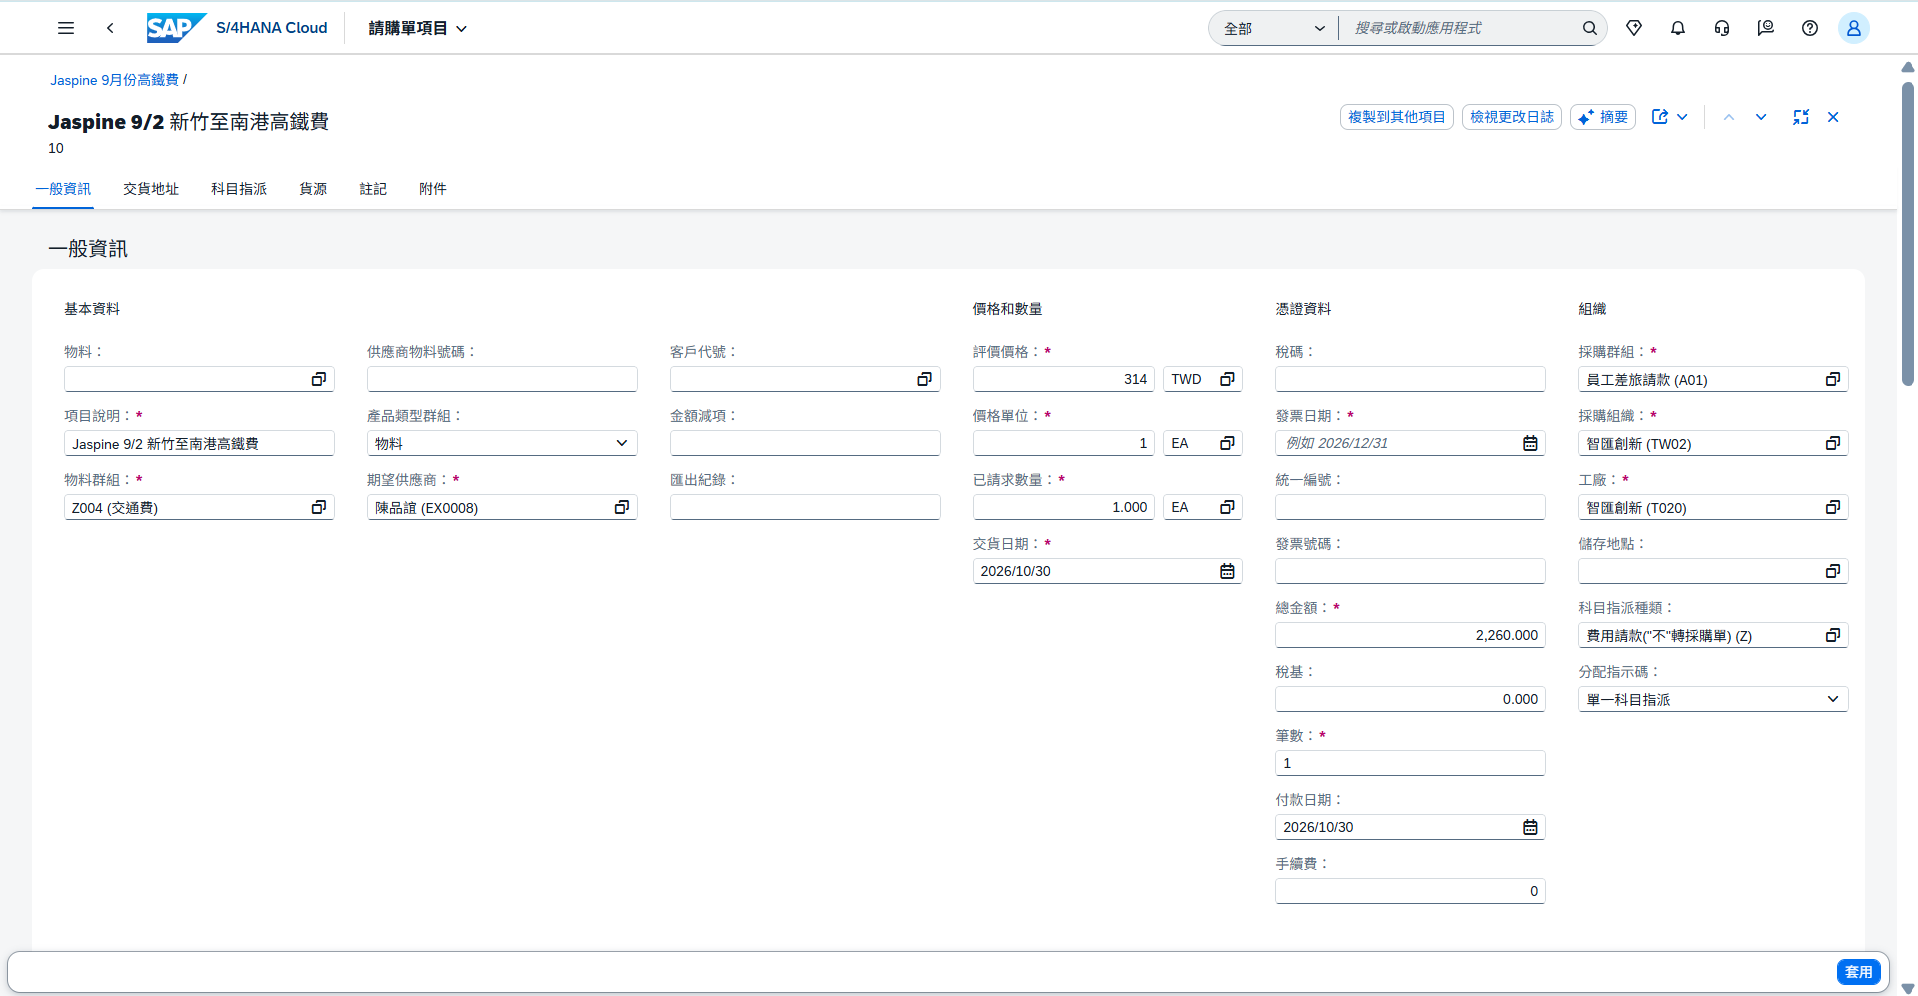 SAP S/4HANA Cloud 請購單項目 全部 搜尋或啟動應用程式
Jaspine 9月份高鐵費 /
Jaspine 9/2 新竹至南港高鐵費 複製到其他項目 檢視更改日誌 摘要
10
一般資訊 交貨地址 科目指派 貨源 註記 附件
一般資訊
基本資料 價格和數量 憑證資料 組織
物料： 供應商物料號碼： 客戶代號： 評價價格：* 稅碼： 採購群組：*
314 TWD 員工差旅請款 (A01)
項目說明：* 產品類型群組： 金額減項： 價格單位：* 發票日期：* 採購組織：*
Jaspine 9/2 新竹至南港高鐵費 物料 1 EA 例如 2026/12/31 智匯創新 (TW02)
物料群組：* 期望供應商：* 匯出紀錄： 已請求數量：* 統一編號： 工廠：*
Z004 (交通費) 陳品誼 (EX0008) 1.000 EA 智匯創新 (T020)
交貨日期：* 發票號碼： 儲存地點：
2026/10/30
總金額：* 科目指派種類：
2,260.000 費用請款("不"轉採購單) (Z)
稅基： 分配指示碼：
0.000 單一科目指派
筆數：*
1
付款日期：
2026/10/30
手續費：
0
套用